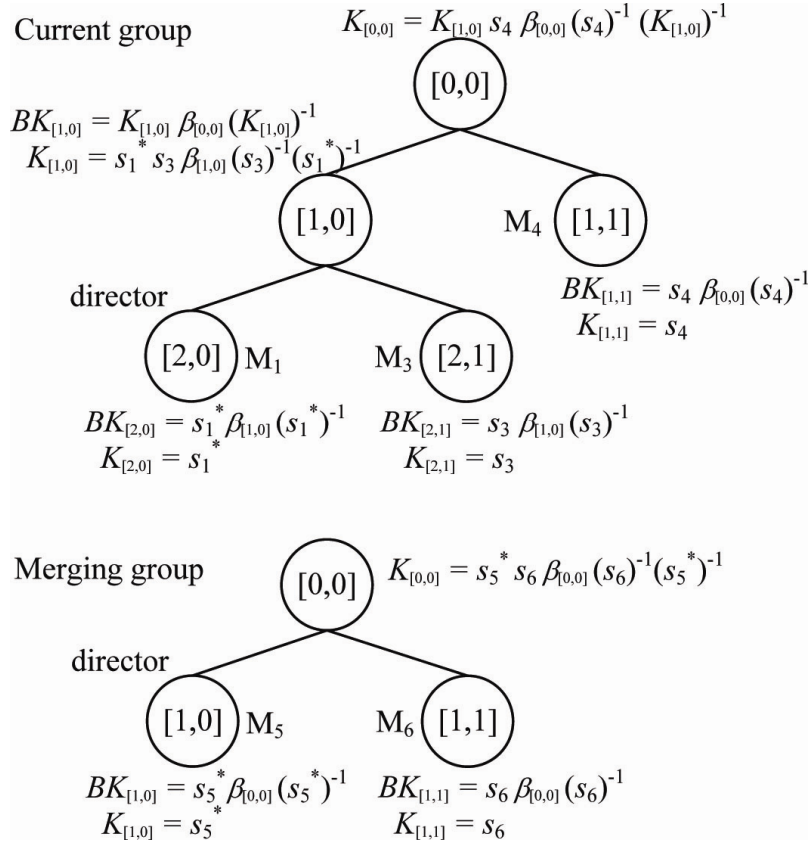 Current group
K[0,0] = K[1,0] s4 β[0,0] (s4)⁻¹ (K[1,0])⁻¹
[0,0]
BK[1,0] = K[1,0] β[0,0] (K[1,0])⁻¹
K[1,0] = s1* s3 β[1,0] (s3)⁻¹ (s1*)⁻¹
[1,0]
M4 [1,1]
BK[1,1] = s4 β[0,0] (s4)⁻¹
K[1,1] = s4
director
[2,0] M1
M3 [2,1]
BK[2,0] = s1* β[1,0] (s1*)⁻¹
K[2,0] = s1*
BK[2,1] = s3 β[1,0] (s3)⁻¹
K[2,1] = s3
Merging group
[0,0]
K[0,0] = s5* s6 β[0,0] (s6)⁻¹ (s5*)⁻¹
director
[1,0] M5
M6 [1,1]
BK[1,0] = s5* β[0,0] (s5*)⁻¹
K[1,0] = s5*
BK[1,1] = s6 β[0,0] (s6)⁻¹
K[1,1] = s6